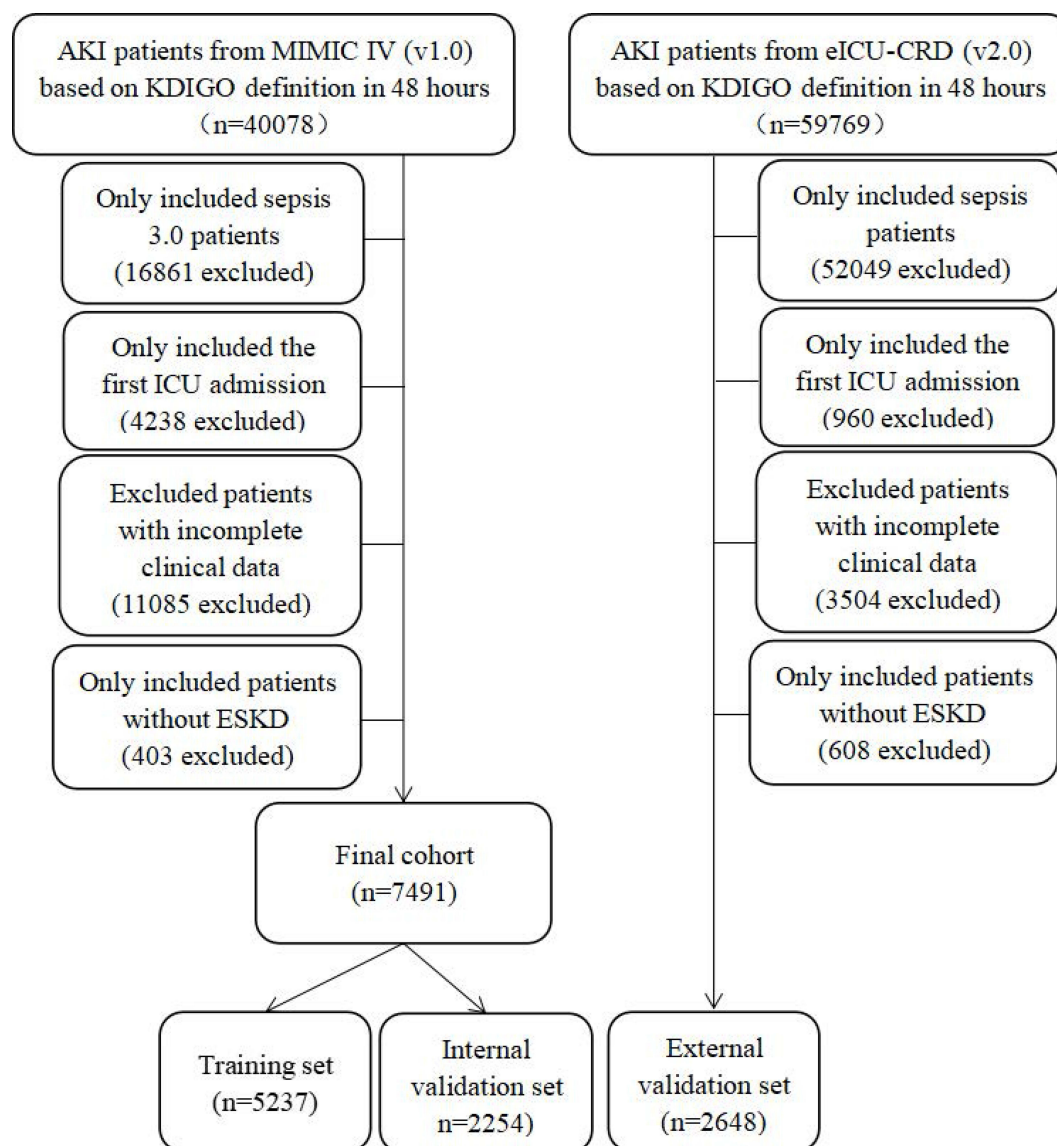 AKI patients from MIMIC IV (v1.0)
based on KDIGO definition in 48 hours
（n=40078）
Only included sepsis
3.0 patients
(16861 excluded)
Only included the
first ICU admission
(4238 excluded)
Excluded patients
with incomplete
clinical data
(11085 excluded)
Only included patients
without ESKD
(403 excluded)
Final cohort
(n=7491)
Training set
(n=5237)
Internal
validation set
n=2254)
AKI patients from eICU-CRD (v2.0)
based on KDIGO definition in 48 hours
（n=59769）
Only included sepsis
patients
(52049 excluded)
Only included the
first ICU admission
(960 excluded)
Excluded patients
with incomplete
clinical data
(3504 excluded)
Only included patients
without ESKD
(608 excluded)
External
validation set
(n=2648)